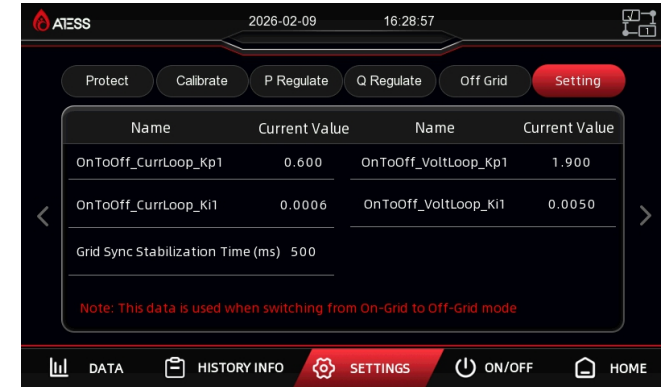 ATESS 2026-02-09 16:28:57
1
Protect Calibrate P Regulate Q Regulate Off Grid Setting
Name Current Value Name Current Value
OnToOff_CurrLoop_Kp1 0.600 OnToOff_VoltLoop_Kp1 1.900
OnToOff_CurrLoop_Ki1 0.0006 OnToOff_VoltLoop_Ki1 0.0050
Grid Sync Stabilization Time (ms) 500
Note: This data is used when switching from On-Grid to Off-Grid mode
DATA HISTORY INFO SETTINGS ON/OFF HOME